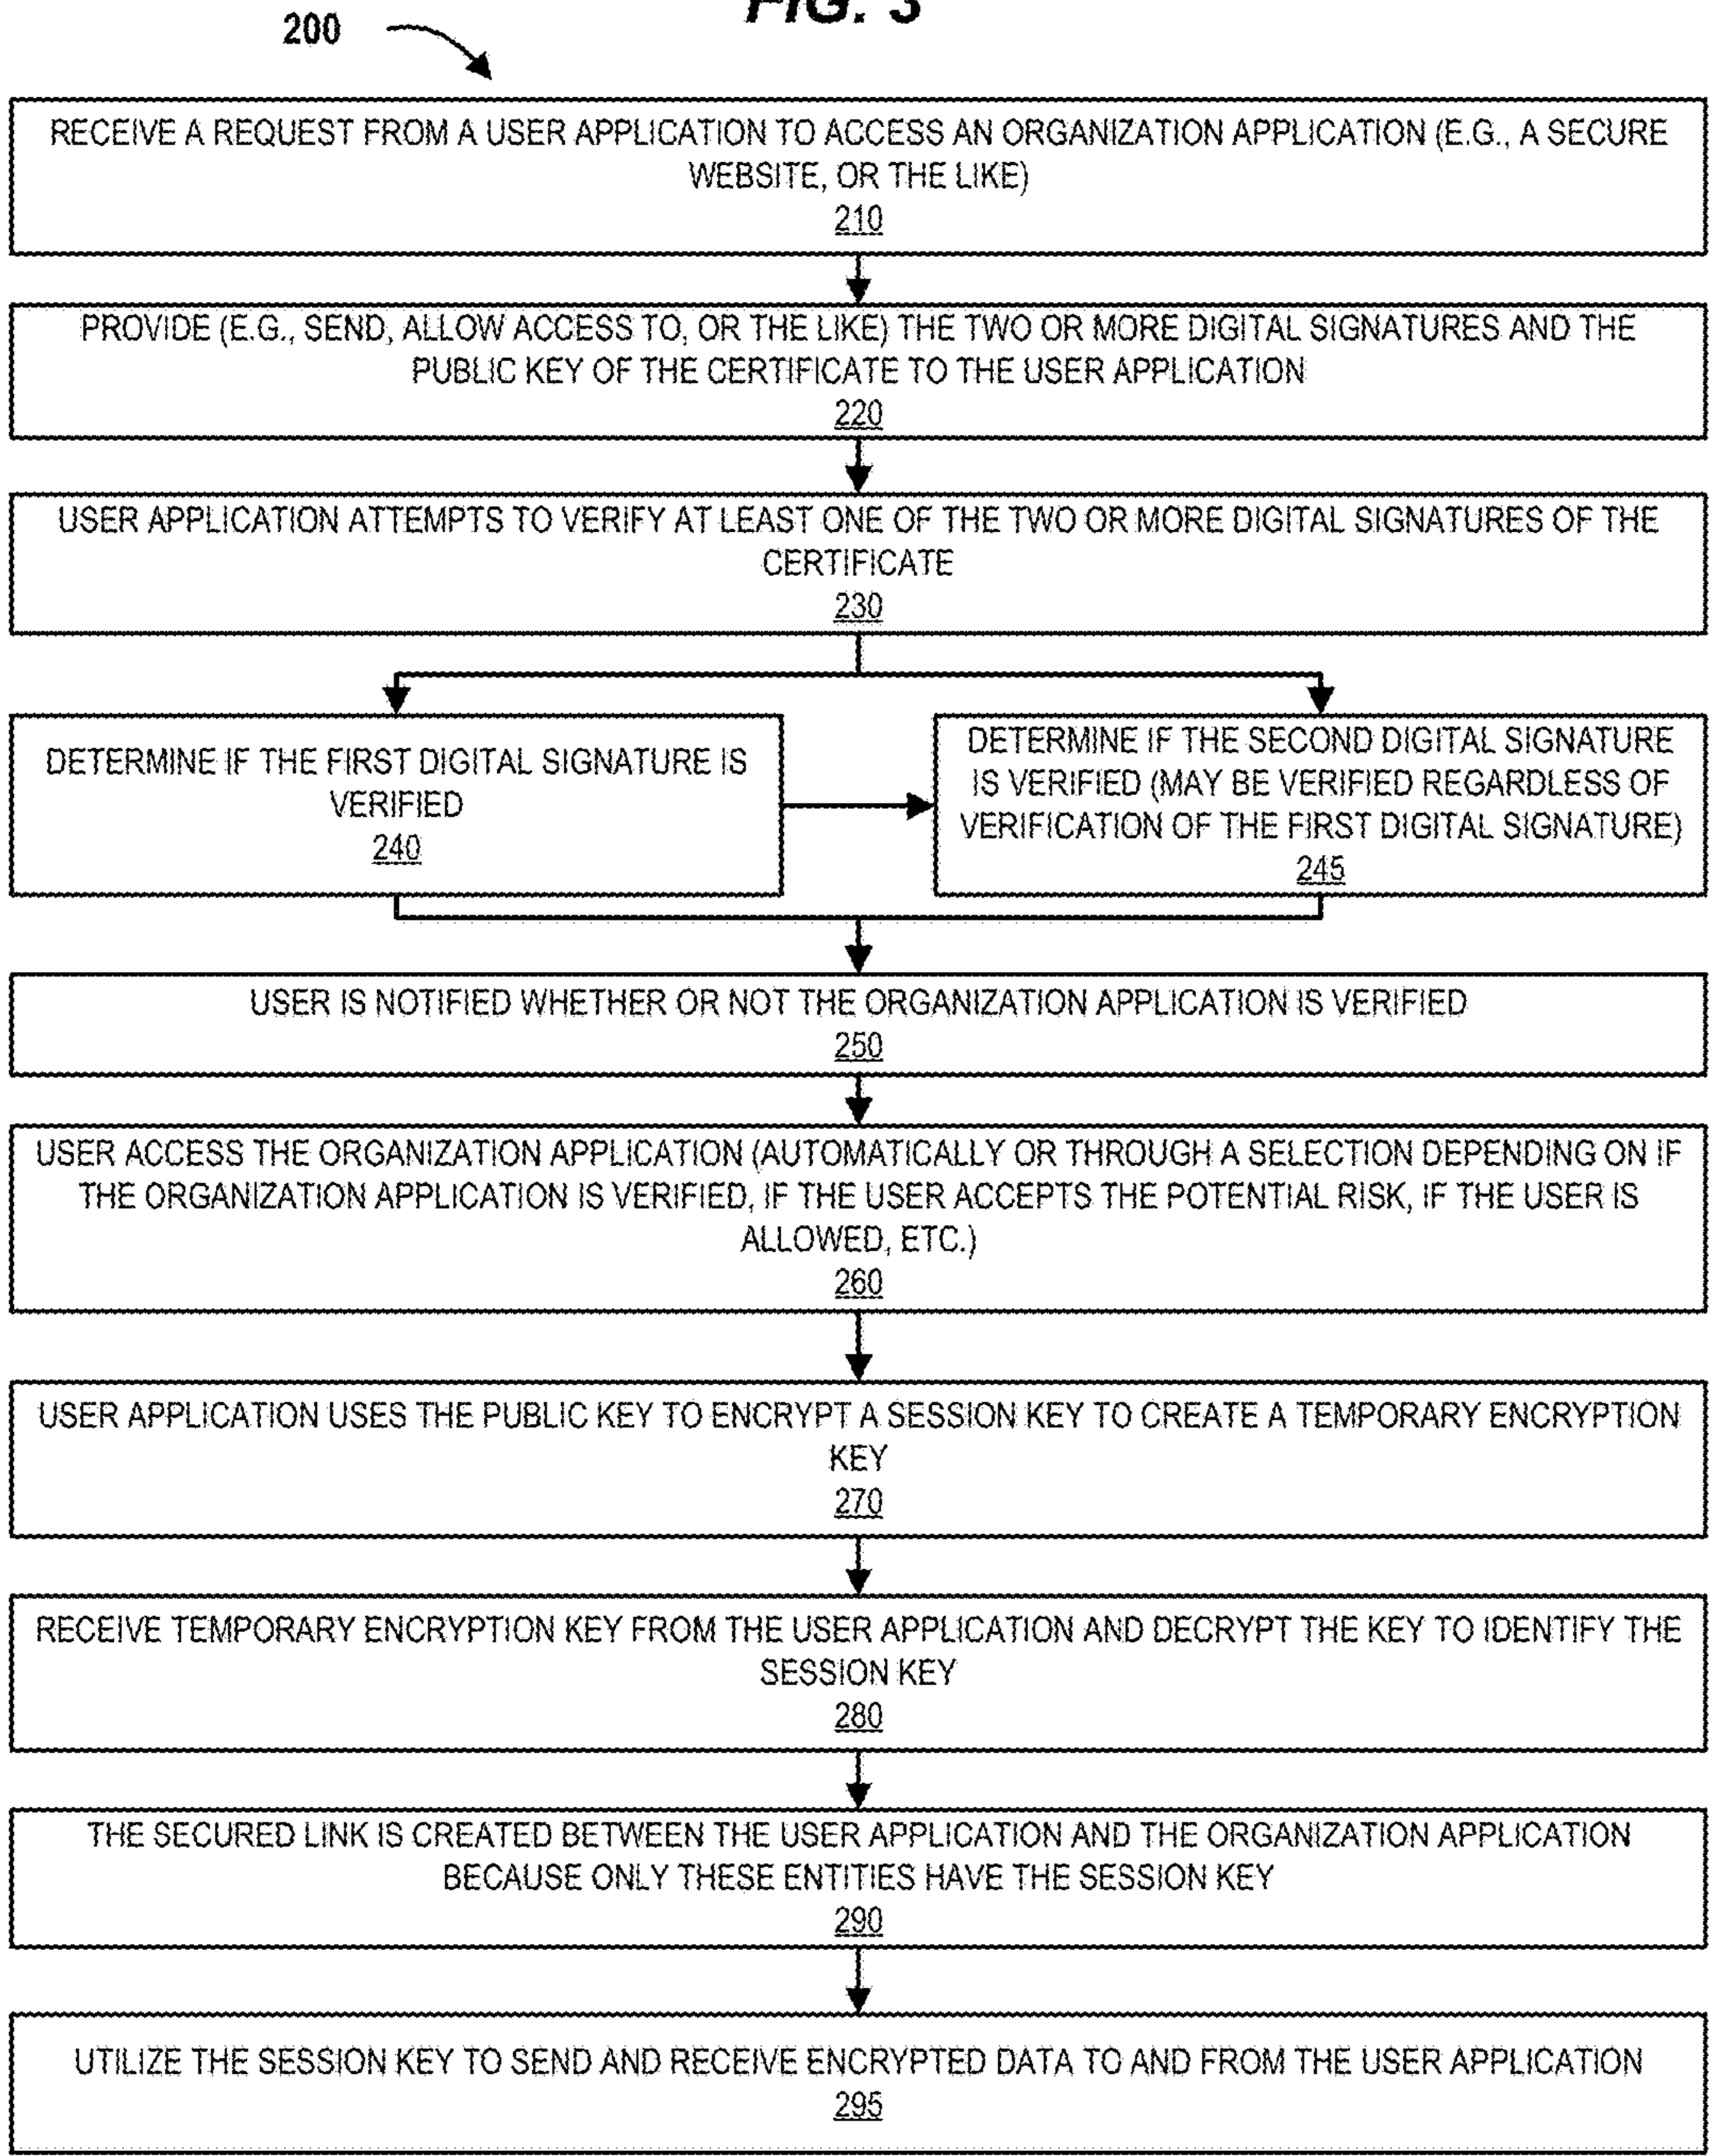 FIG. 3
200
RECEIVE A REQUEST FROM A USER APPLICATION TO ACCESS AN ORGANIZATION APPLICATION (E.G., A SECURE
WEBSITE, OR THE LIKE)
210
PROVIDE (E.G., SEND, ALLOW ACCESS TO, OR THE LIKE) THE TWO OR MORE DIGITAL SIGNATURES AND THE
PUBLIC KEY OF THE CERTIFICATE TO THE USER APPLICATION
220
USER APPLICATION ATTEMPTS TO VERIFY AT LEAST ONE OF THE TWO OR MORE DIGITAL SIGNATURES OF THE
CERTIFICATE
230
DETERMINE IF THE FIRST DIGITAL SIGNATURE IS
VERIFIED
240
DETERMINE IF THE SECOND DIGITAL SIGNATURE
IS VERIFIED (MAY BE VERIFIED REGARDLESS OF
VERIFICATION OF THE FIRST DIGITAL SIGNATURE)
245
USER IS NOTIFIED WHETHER OR NOT THE ORGANIZATION APPLICATION IS VERIFIED
250
USER ACCESS THE ORGANIZATION APPLICATION (AUTOMATICALLY OR THROUGH A SELECTION DEPENDING ON IF
THE ORGANIZATION APPLICATION IS VERIFIED, IF THE USER ACCEPTS THE POTENTIAL RISK, IF THE USER IS
ALLOWED, ETC.)
260
USER APPLICATION USES THE PUBLIC KEY TO ENCRYPT A SESSION KEY TO CREATE A TEMPORARY ENCRYPTION
KEY
270
RECEIVE TEMPORARY ENCRYPTION KEY FROM THE USER APPLICATION AND DECRYPT THE KEY TO IDENTIFY THE
SESSION KEY
280
THE SECURED LINK IS CREATED BETWEEN THE USER APPLICATION AND THE ORGANIZATION APPLICATION
BECAUSE ONLY THESE ENTITIES HAVE THE SESSION KEY
290
UTILIZE THE SESSION KEY TO SEND AND RECEIVE ENCRYPTED DATA TO AND FROM THE USER APPLICATION
295